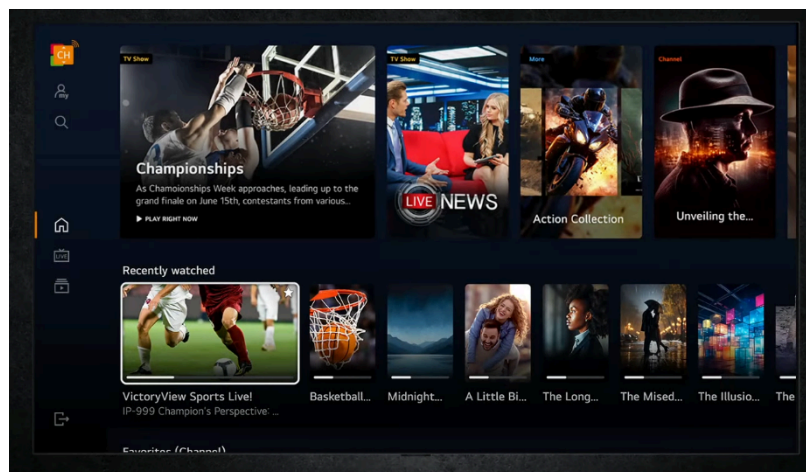 CH
my
TV Show
Championships
As Chamoionships Week approaches, leading up to the
grand finale on June 15th, contestants from various...
PLAY RIGHT NOW
TV Show
LIVE NEWS
More
Action Collection
Channel
Unveiling the...
LIVE
Recently watched
VictoryView Sports Live!
IP-999 Champion's Perspective: ...
Basketball...
Midnight...
A Little Bi...
The Long...
The Mised...
The Illusio...
The
Favorites (Channel)